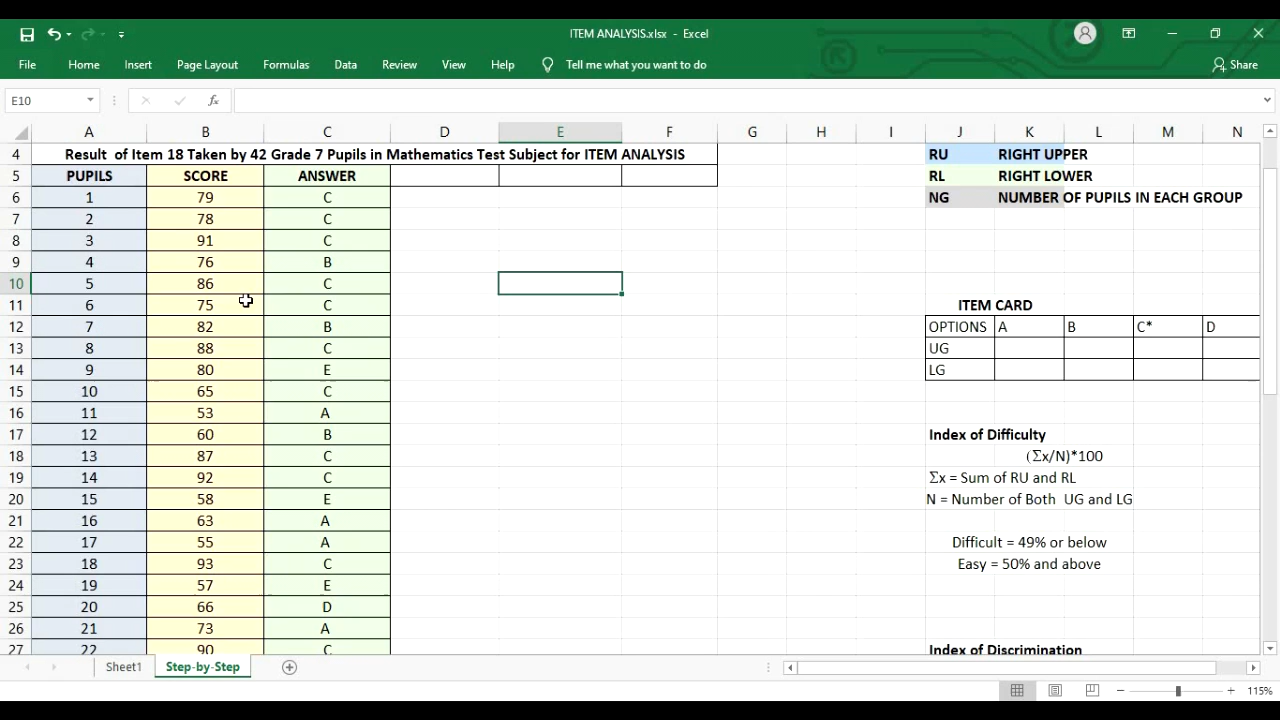 ITEM ANALYSIS.xlsx - Excel
File Home Insert Page Layout Formulas Data Review View Help Tell me what you want to do Share
E10 fx
A B C D E F G H I J K L M N
4 Result of Item 18 Taken by 42 Grade 7 Pupils in Mathematics Test Subject for ITEM ANALYSIS RU RIGHT UPPER
5 PUPILS SCORE ANSWER RL RIGHT LOWER
6 1 79 C NG NUMBER OF PUPILS IN EACH GROUP
7 2 78 C
8 3 91 C
9 4 76 B
10 5 86 C
11 6 75 C ITEM CARD
12 7 82 B OPTIONS A B C* D
13 8 88 C UG
14 9 80 E LG
15 10 65 C
16 11 53 A
17 12 60 B Index of Difficulty
18 13 87 C (Σx/N)*100
19 14 92 C Σx = Sum of RU and RL
20 15 58 E N = Number of Both UG and LG
21 16 63 A
22 17 55 A Difficult = 49% or below
23 18 93 C Easy = 50% and above
24 19 57 E
25 20 66 D
26 21 73 A
27 22 90 C Index of Discrimination
Sheet1 Step-by-Step
115%